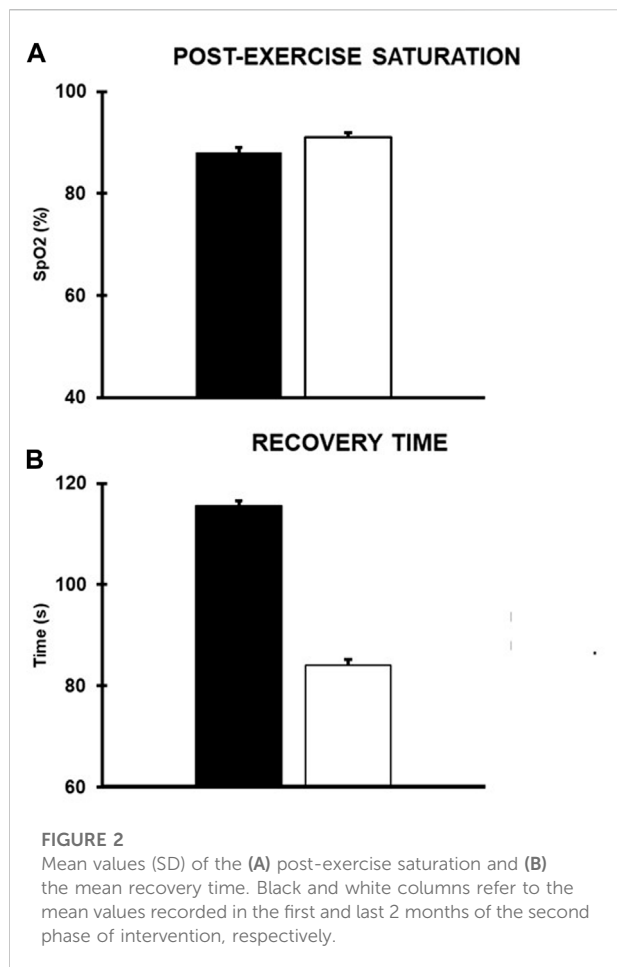 A
POST-EXERCISE SATURATION
100
80
60
40
SpO2 (%)
B
RECOVERY TIME
120
100
80
60
Time (s)
FIGURE 2
Mean values (SD) of the (A) post-exercise saturation and (B)
the mean recovery time. Black and white columns refer to the
mean values recorded in the first and last 2 months of the second
phase of intervention, respectively.